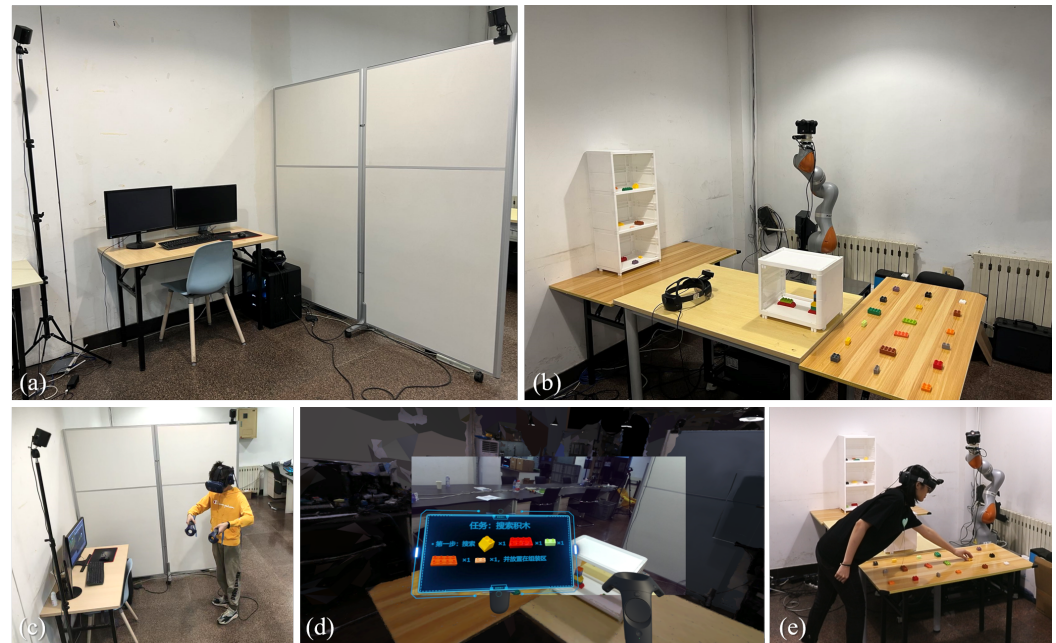 (a)
(b)
(c)
任务：搜索积木
·第一步：搜索 ×1 ×1 ×1
×1 ×1，并放置在组装区
(d)
(e)